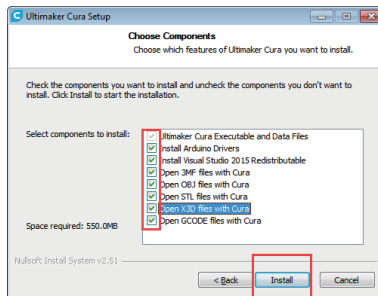 Ultimaker Cura Setup
Choose Components
Choose which features of Ultimaker Cura you want to install.
Check the components you want to install and uncheck the components you don't want to
install. Click Install to start the installation.
Select components to install:
Ultimaker Cura Executable and Data Files
Install Arduino Drivers
Install Visual Studio 2015 Redistributable
Open 3MF files with Cura
Open OBJ files with Cura
Open STL files with Cura
Open X3D files with Cura
Open GCODE files with Cura
Space required: 550.0MB
Nullsoft Install System v2.51
< Back
Install
Cancel